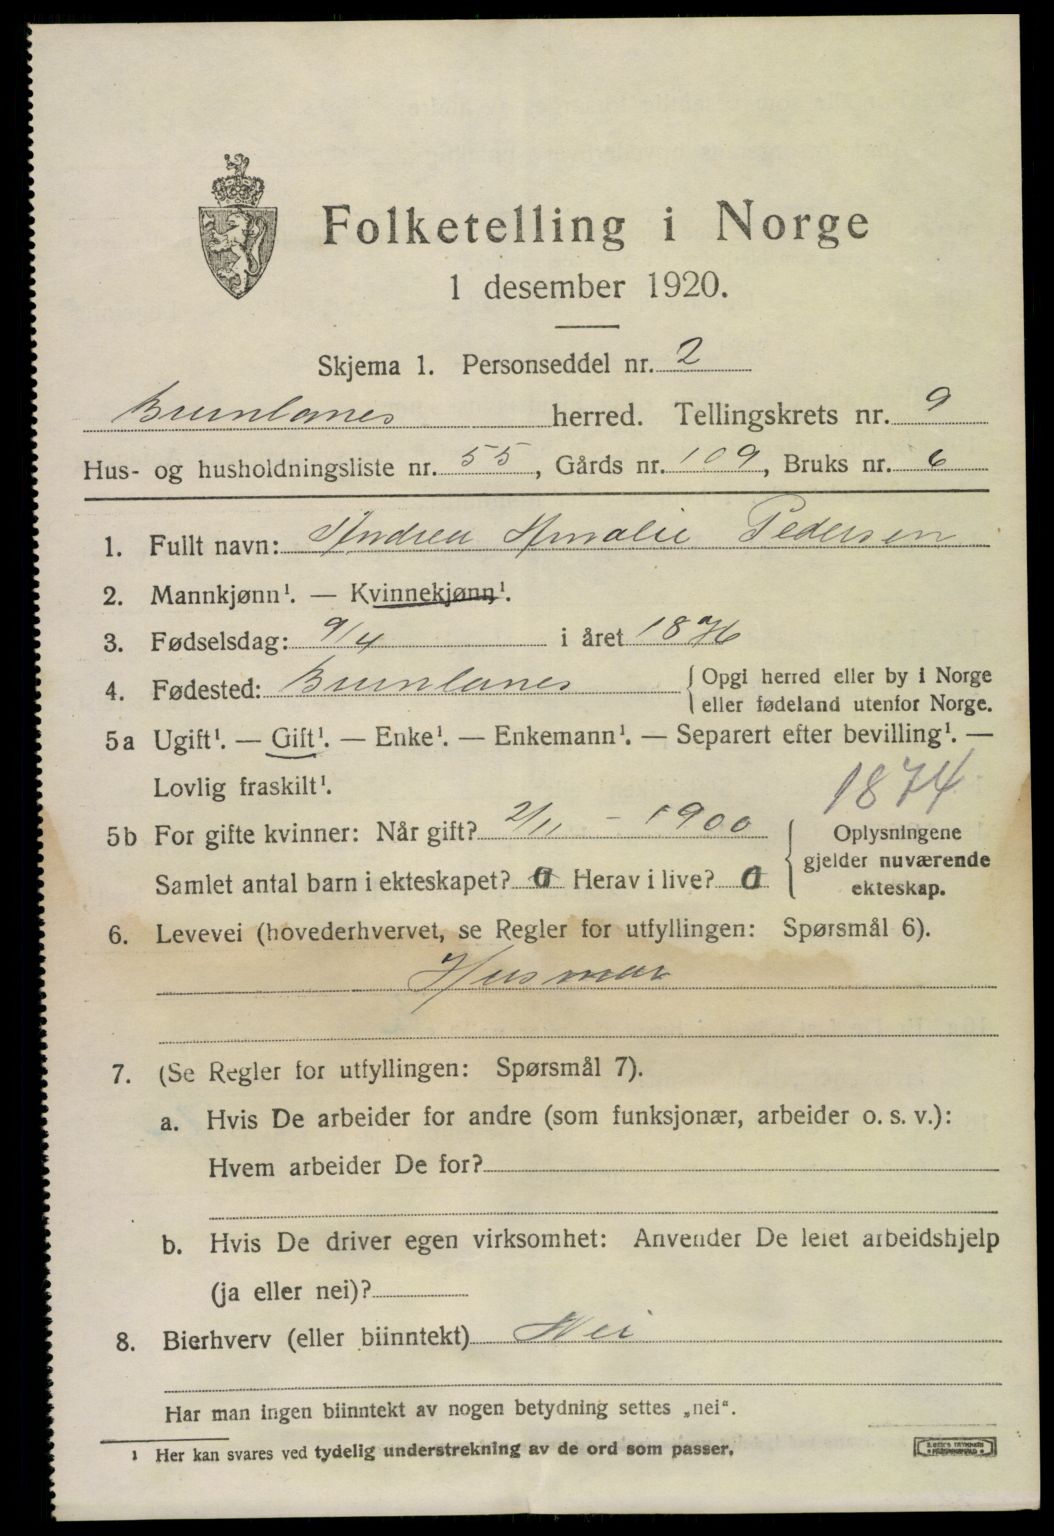 Folketelling i Norge
1 desember 1920.
Skjema 1. Personseddel nr. 2
Brunlanes herred. Tellingskrets nr. 9
Hus- og husholdningsliste nr. 55, Gårds nr. 109, Bruks nr. 6
1. Fullt navn: Andrea Amalie Pedersen
2. Mannkjønn¹. — Kvinnekjønn¹.
3. Fødselsdag: 9/4 i året 1874
4. Fødested: Brunlanes
Opgi herred eller by i Norge
eller fødeland utenfor Norge.
5a Ugift¹. — Gift¹. — Enke¹. — Enkemann¹. — Separert efter bevilling¹. —
Lovlig fraskilt¹.
1874
5b For gifte kvinner: Når gift? 2/11 - 1900
Samlet antal barn i ekteskapet? 0 Herav i live? 0
Oplysningene
gjelder nuværende
ekteskap.
6. Levevei (hovederhvervet, se Regler for utfyllingen: Spørsmål 6).
Husmor
7. (Se Regler for utfyllingen: Spørsmål 7).
a. Hvis De arbeider for andre (som funksjonær, arbeider o. s. v.):
Hvem arbeider De for?
b. Hvis De driver egen virksomhet: Anvender De leiet arbeidshjelp
(ja eller nei)?
8. Bierhverv (eller biinntekt) Nei
Har man ingen biinntekt av nogen betydning settes „nei".
¹ Her kan svares ved tydelig understrekning av de ord som passer.